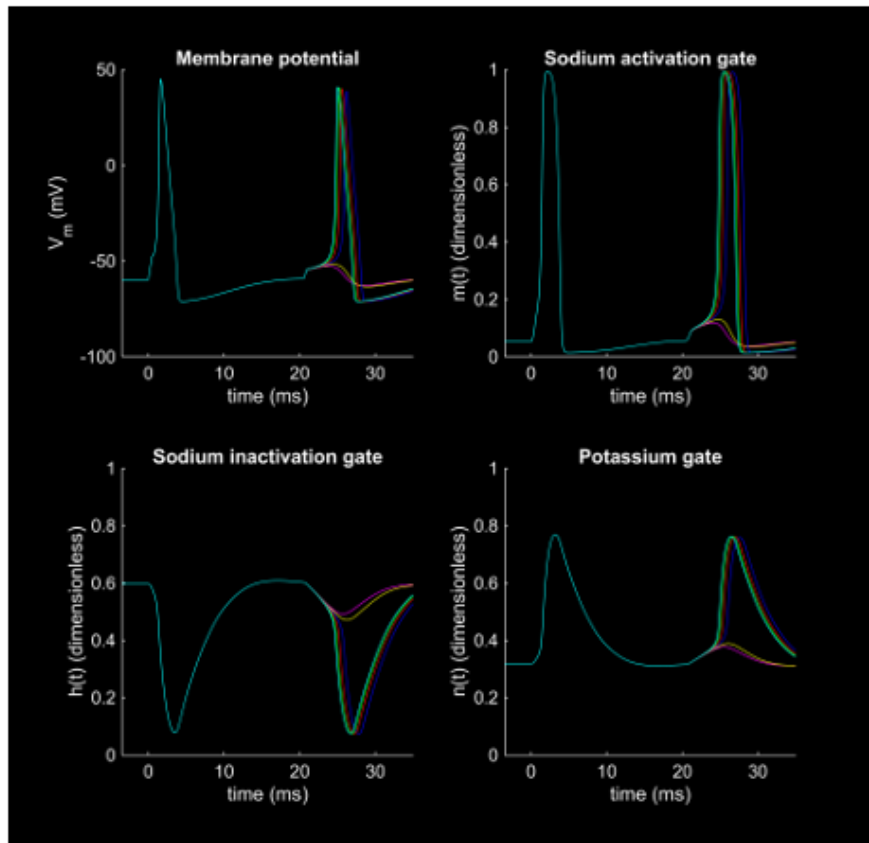 Membrane potential
50
0
-50
-100
V_m (mV)
0 10 20 30
time (ms)
Sodium activation gate
1
0.8
0.6
0.4
0.2
0
m(t) (dimensionless)
0 10 20 30
time (ms)
Sodium inactivation gate
1
0.8
0.6
0.4
0.2
0
h(t) (dimensionless)
0 10 20 30
time (ms)
Potassium gate
1
0.8
0.6
0.4
0.2
0
n(t) (dimensionless)
0 10 20 30
time (ms)